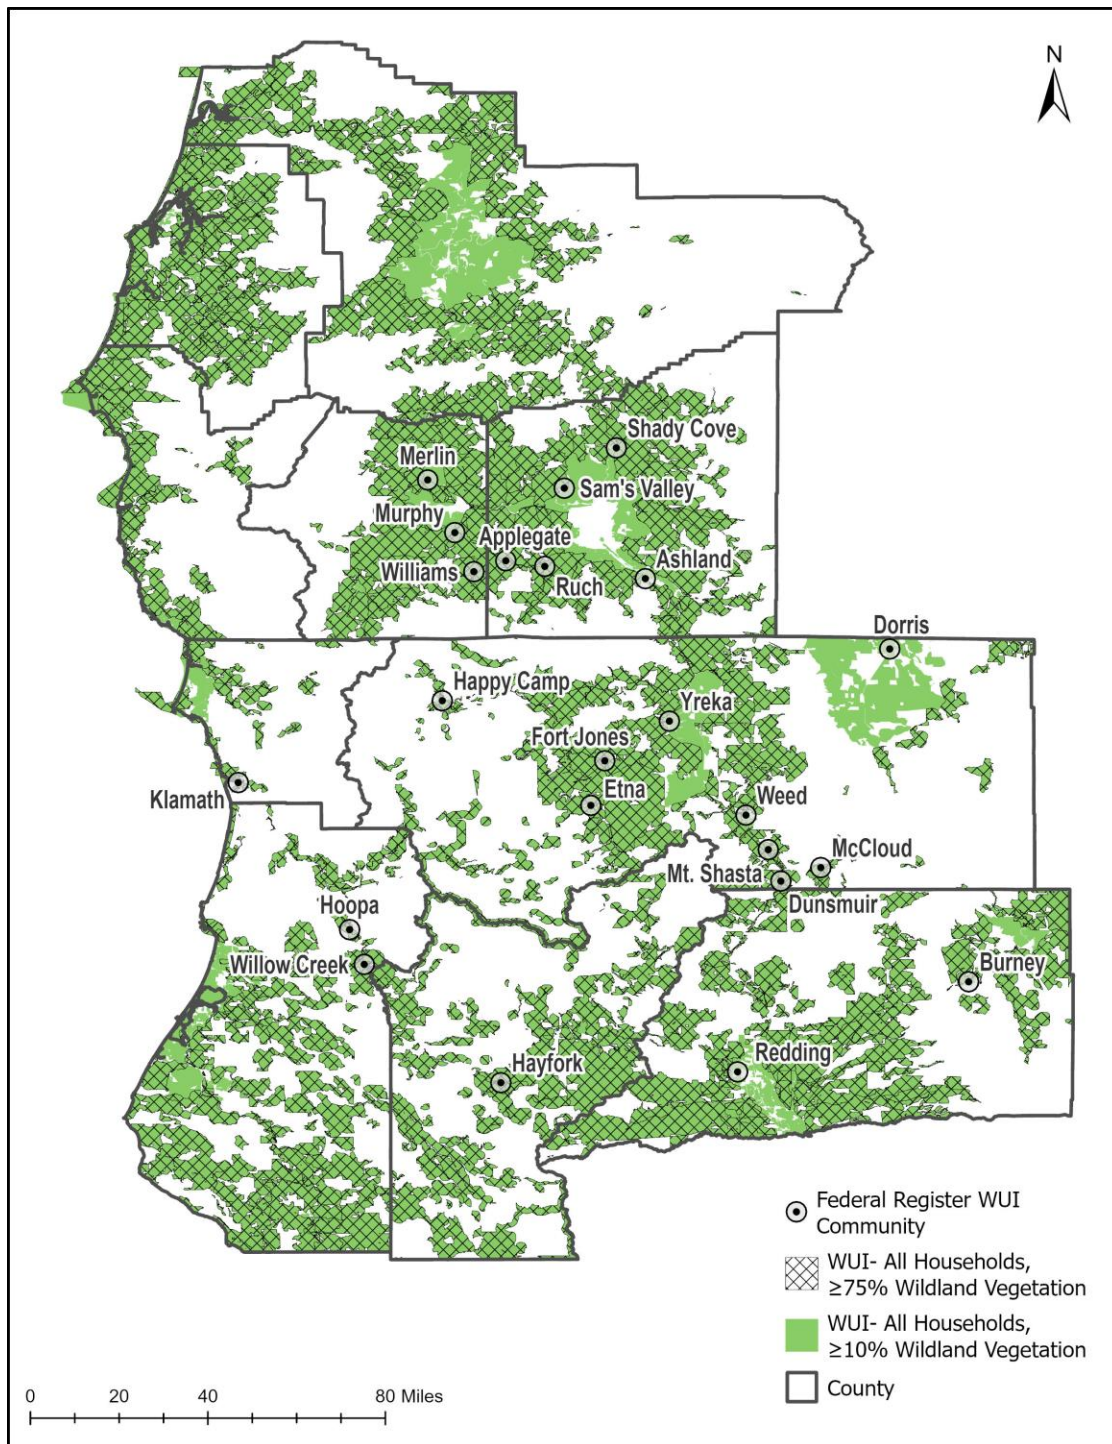 N
Shady Cove
Merlin
Sam's Valley
Murphy
Applegate
Williams
Ruch
Ashland
Dorris
Happy Camp
Yreka
Fort Jones
Etna
Klamath
Weed
McCloud
Mt. Shasta
Dunsmuir
Hoopa
Willow Creek
Burney
Redding
Hayfork
Federal Register WUI
Community
WUI- All Households,
≥75% Wildland Vegetation
WUI- All Households,
≥10% Wildland Vegetation
County
0 20 40 80 Miles